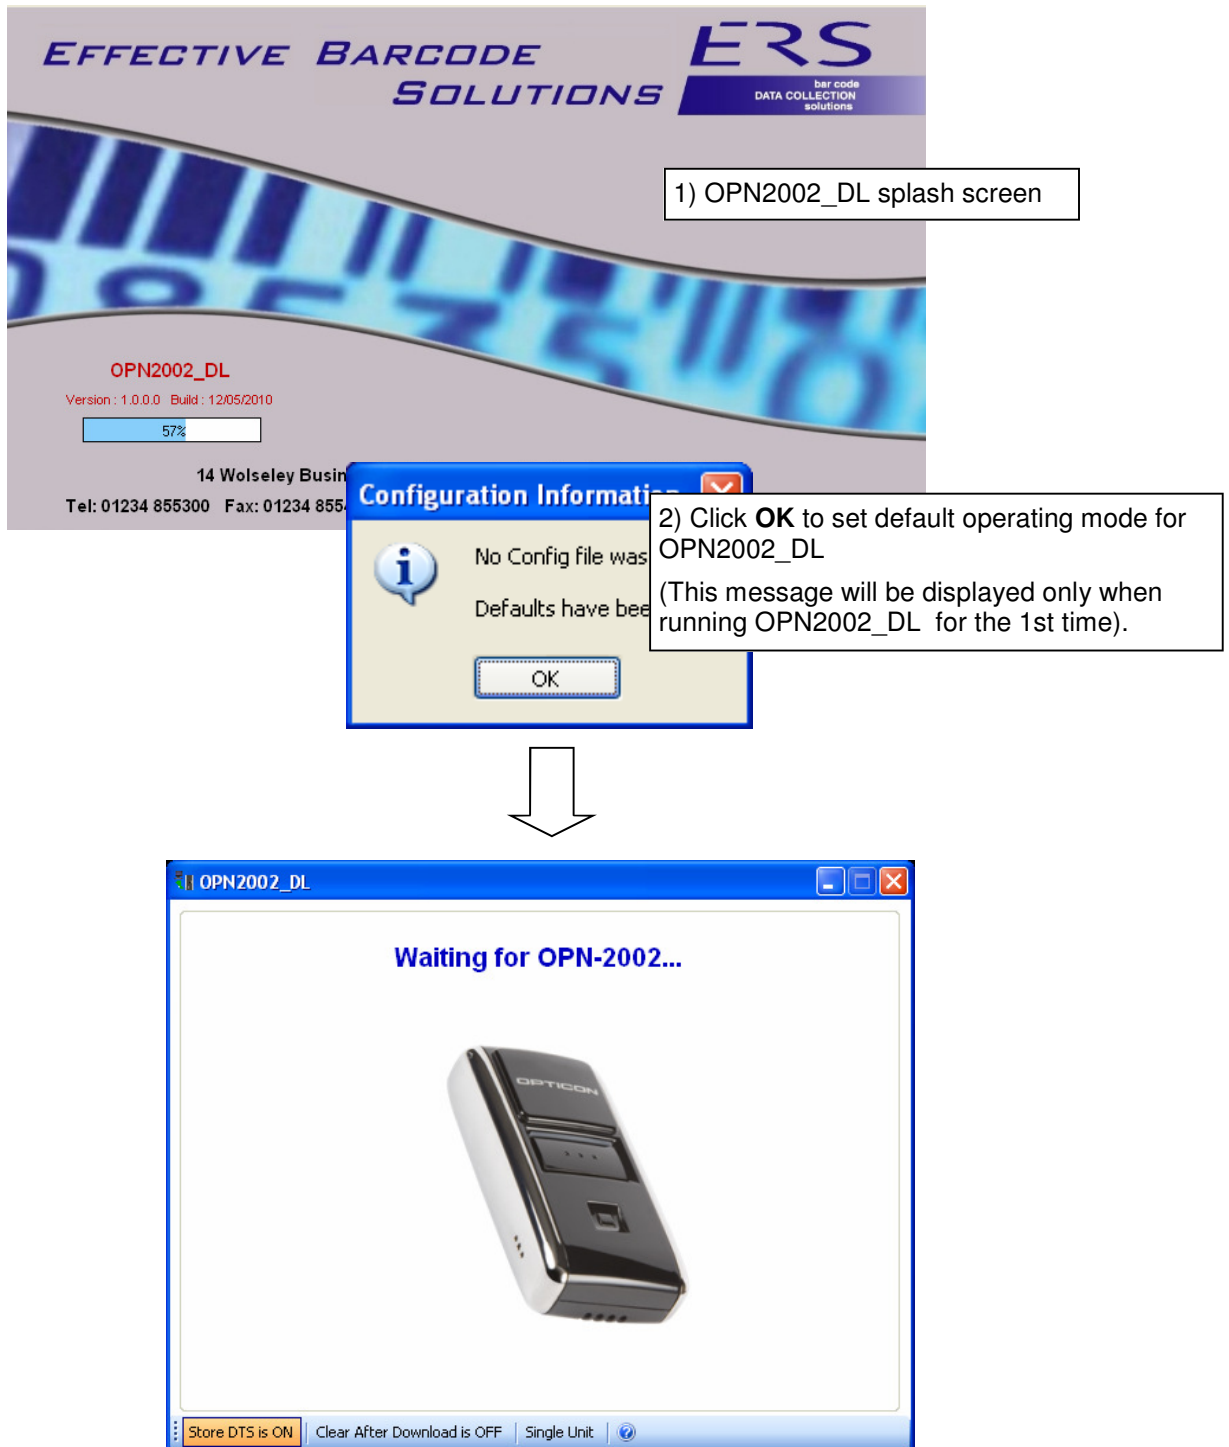 EFFECTIVE BARCODE
SOLUTIONS
ERS
bar code
DATA COLLECTION
solutions
1) OPN2002_DL splash screen
OPN2002_DL
Version : 1.0.0.0 Build : 12/05/2010
57%
14 Wolseley Busin
Tel: 01234 855300 Fax: 01234 855
Configuration Informati
No Config file was
Defaults have bee
OK
2) Click OK to set default operating mode for
OPN2002_DL
(This message will be displayed only when
running OPN2002_DL for the 1st time).
OPN2002_DL
Waiting for OPN-2002...
OPTICON
Store DTS is ON
Clear After Download is OFF
Single Unit